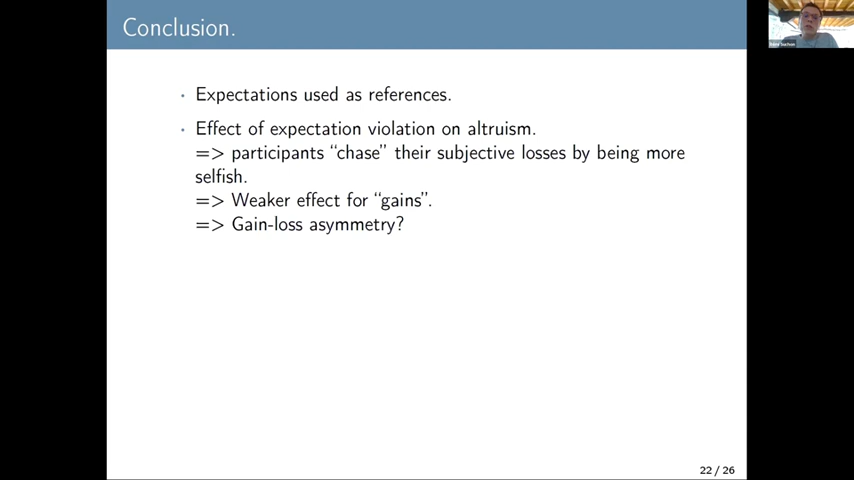 Conclusion.
· Expectations used as references.
· Effect of expectation violation on altruism.
=> participants “chase” their subjective losses by being more
selfish.
=> Weaker effect for “gains”.
=> Gain-loss asymmetry?
22 / 26